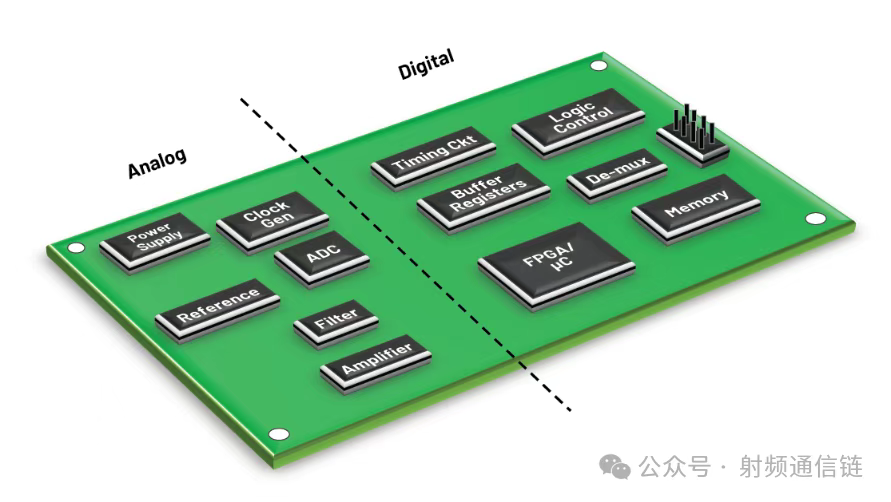 Digital
Analog
Logic
Control
Timing Ckt
De-mux
Buffer
Registers
Memory
FPGA/
μC
Power
Supply
Clock
Gen
ADC
Reference
Filter
Amplifier
公众号 · 射频通信链